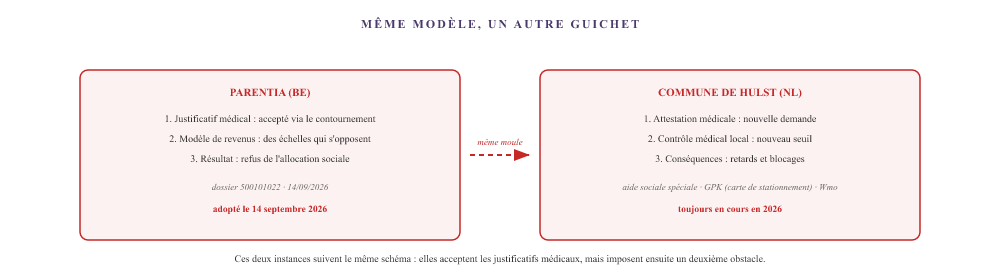 MÊME MODÈLE, UN AUTRE GUICHET
PARENTIA (BE)
1. Justificatif médical : accepté via le contournement
2. Modèle de revenus : des échelles qui s'opposent
3. Résultat : refus de l'allocation sociale
dossier 500101022 · 14/09/2026
adopté le 14 septembre 2026
même moule
COMMUNE DE HULST (NL)
1. Attestation médicale : nouvelle demande
2. Contrôle médical local : nouveau seuil
3. Conséquences : retards et blocages
aide sociale spéciale · GPK (carte de stationnement) · Wmo
toujours en cours en 2026
Ces deux instances suivent le même schéma : elles acceptent les justificatifs médicaux, mais imposent ensuite un deuxième obstacle.